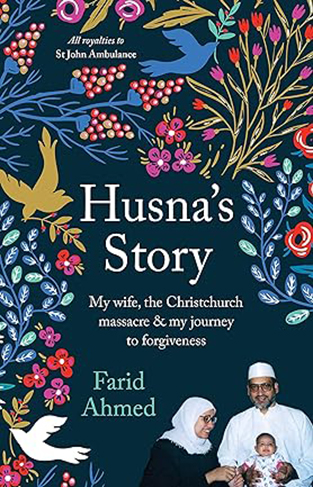 All royalties to
St John Ambulance
Husna's
Story
My wife, the Christchurch
massacre & my journey
to forgiveness
Farid
Ahmed